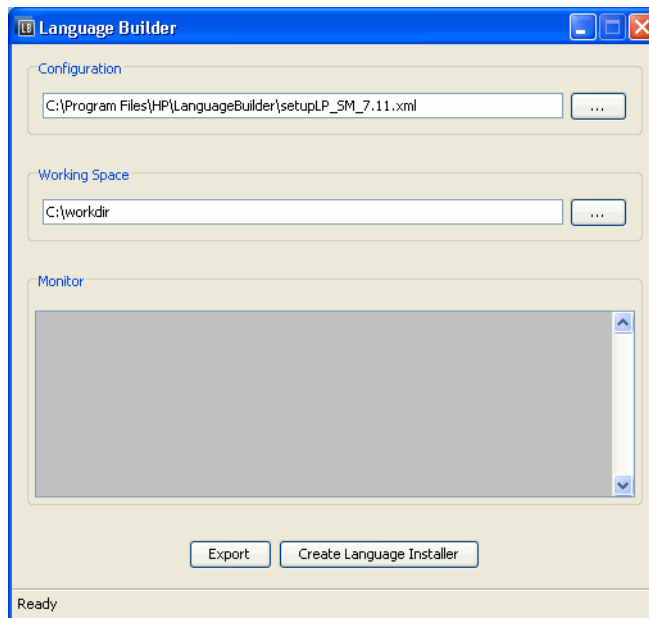 LB Language Builder
Configuration
C:\Program Files\HP\LanguageBuilder\setupLP_SM_7.11.xml
...
Working Space
C:\workdir
...
Monitor
Export
Create Language Installer
Ready